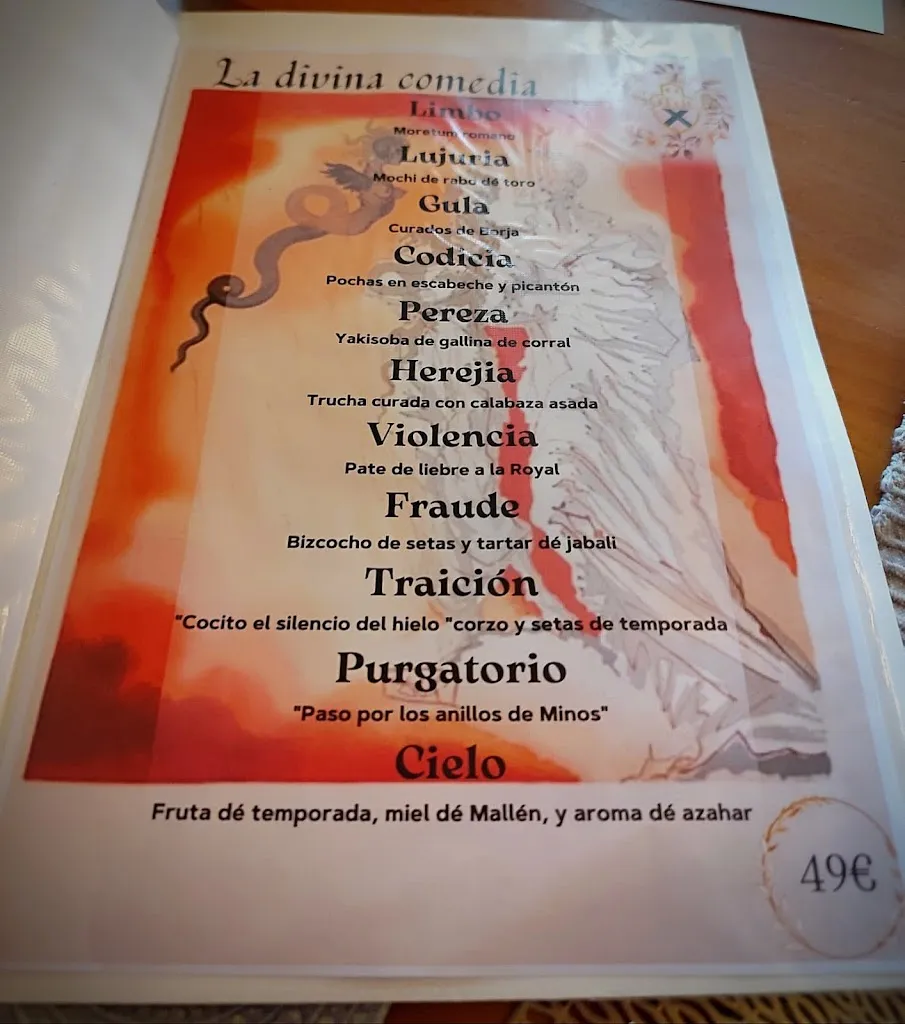 La divina comedia
Limbo
Moretum romano
Lujuria
Mochi de rabo dé toro
Gula
Curados de Borja
Codicia
Pochas en escabeche y picantón
Pereza
Yakisoba de gallina de corral
Herejia
Trucha curada con calabaza asada
Violencia
Pate de liebre a la Royal
Fraude
Bizcocho de setas y tartar dé jabali
Traición
"Cocito el silencio del hielo "corzo y setas de temporada
Purgatorio
"Paso por los anillos de Minos"
Cielo
Fruta dé temporada, miel dé Mallén, y aroma dé azahar
49€